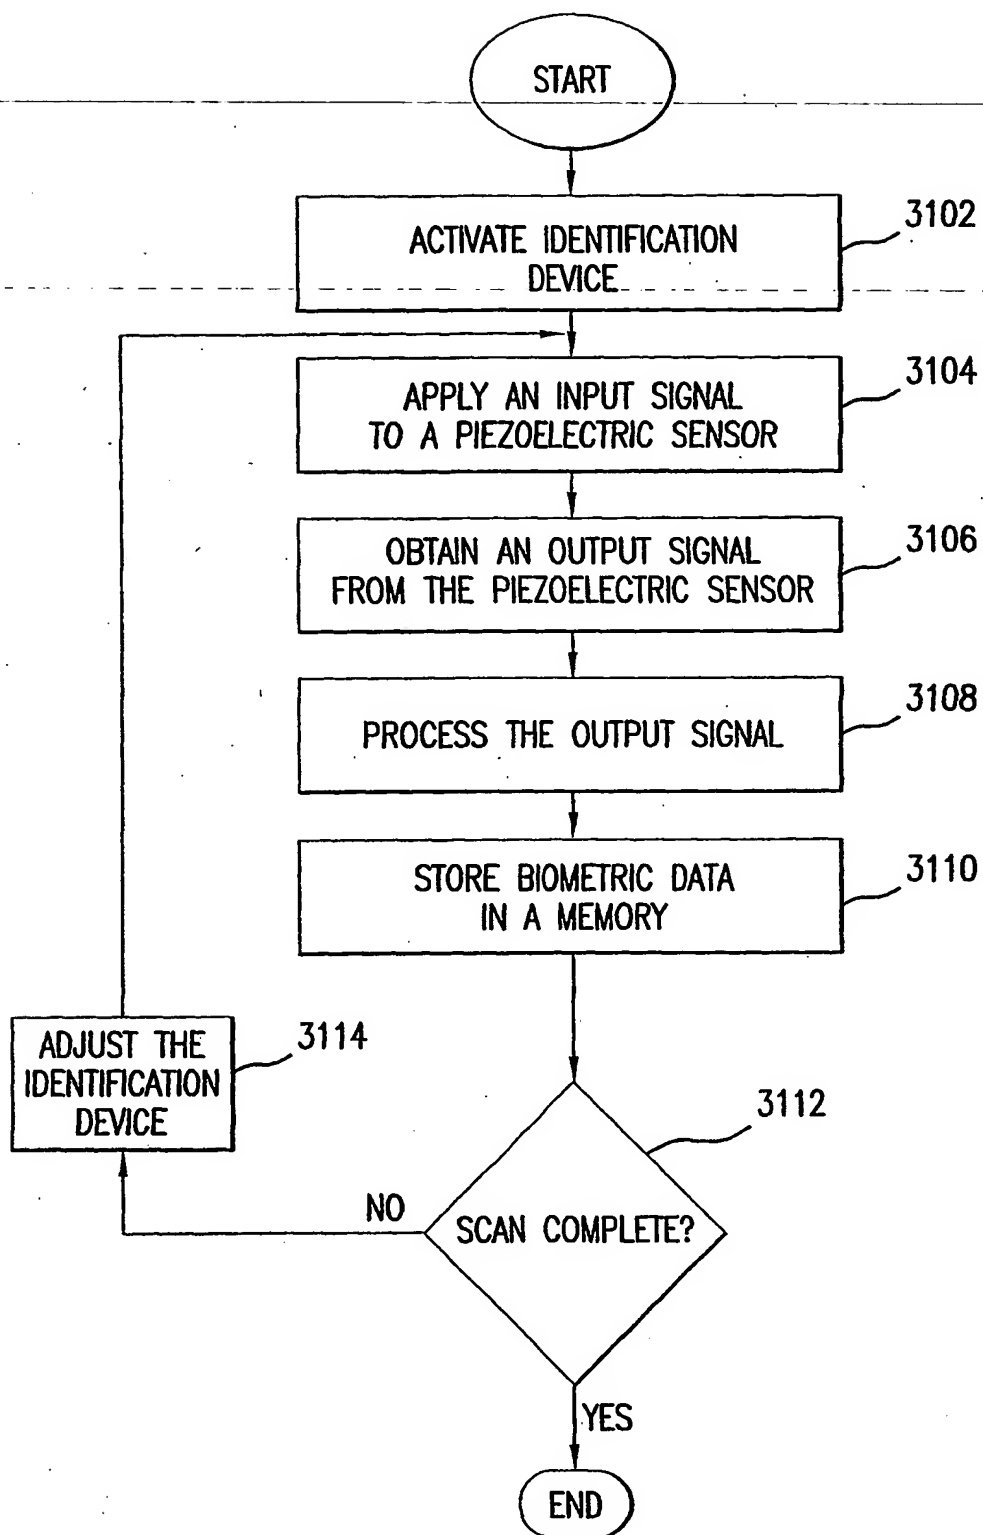 START
ACTIVATE IDENTIFICATION
DEVICE
3102
APPLY AN INPUT SIGNAL
TO A PIEZOELECTRIC SENSOR
3104
OBTAIN AN OUTPUT SIGNAL
FROM THE PIEZOELECTRIC SENSOR
3106
PROCESS THE OUTPUT SIGNAL
3108
STORE BIOMETRIC DATA
IN A MEMORY
3110
ADJUST THE
IDENTIFICATION
DEVICE
3114
3112
SCAN COMPLETE?
NO
YES
END